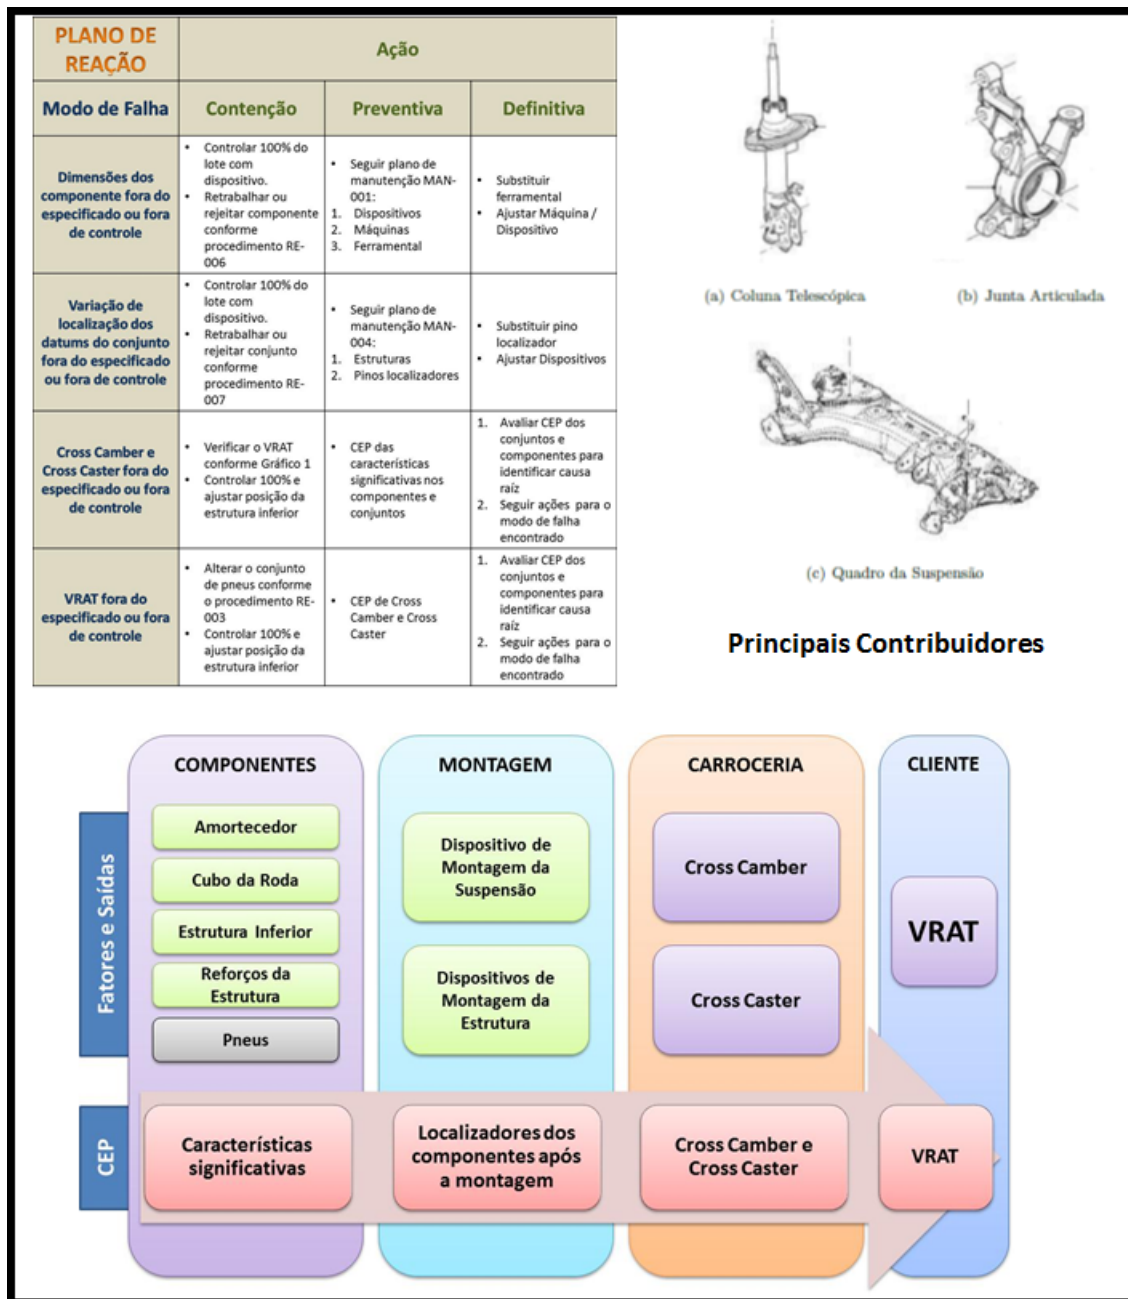 PLANO DE
REAÇÃO
Ação
Modo de Falha
Contenção
Preventiva
Definitiva
Dimensões dos
componente fora do
especificado ou fora
de controle
• Controlar 100% do
lote com
dispositivo.
• Retrabalhar ou
rejeitar componente
conforme
procedimento RE-
006
• Seguir plano de
manutenção MAN-
001:
1. Dispositivos
2. Máquinas
3. Ferramental
• Substituir
ferramental
• Ajustar Máquina /
Dispositivo
Variação de
localização dos
datums do conjunto
fora do especificado
ou fora de controle
• Controlar 100% do
lote com
dispositivo.
• Retrabalhar ou
rejeitar conjunto
conforme
procedimento RE-
007
• Seguir plano de
manutenção MAN-
004:
1. Estruturas
2. Pinos localizadores
• Substituir pino
localizador
• Ajustar Dispositivos
Cross Camber e
Cross Caster fora do
especificado ou fora
de controle
• Verificar o VRAT
conforme Gráfico 1
• Controlar 100% e
ajustar posição da
estrutura inferior
• CEP das
características
significativas nos
componentes e
conjuntos
1. Avaliar CEP dos
conjuntos e
componentes para
identificar causa
raíz
2. Seguir ações para o
modo de falha
encontrado
VRAT fora do
especificado ou fora
de controle
• Alterar o conjunto
de pneus conforme
o procedimento RE-
003
• Controlar 100% e
ajustar posição da
estrutura inferior
• CEP de Cross
Camber e Cross
Caster
1. Avaliar CEP dos
conjuntos e
componentes para
identificar causa
raíz
2. Seguir ações para o
modo de falha
encontrado
(a) Coluna Telescópica
(b) Junta Articulada
(c) Quadro da Suspensão
Principais Contribuidores
COMPONENTES
MONTAGEM
CARROCERIA
CLIENTE
Fatores e Saídas
Amortecedor
Cubo da Roda
Estrutura Inferior
Reforços da
Estrutura
Pneus
Dispositivo de
Montagem da
Suspensão
Dispositivos de
Montagem da
Estrutura
Cross Camber
Cross Caster
VRAT
CEP
Características
significativas
Localizadores dos
componentes após
a montagem
Cross Camber e
Cross Caster
VRAT